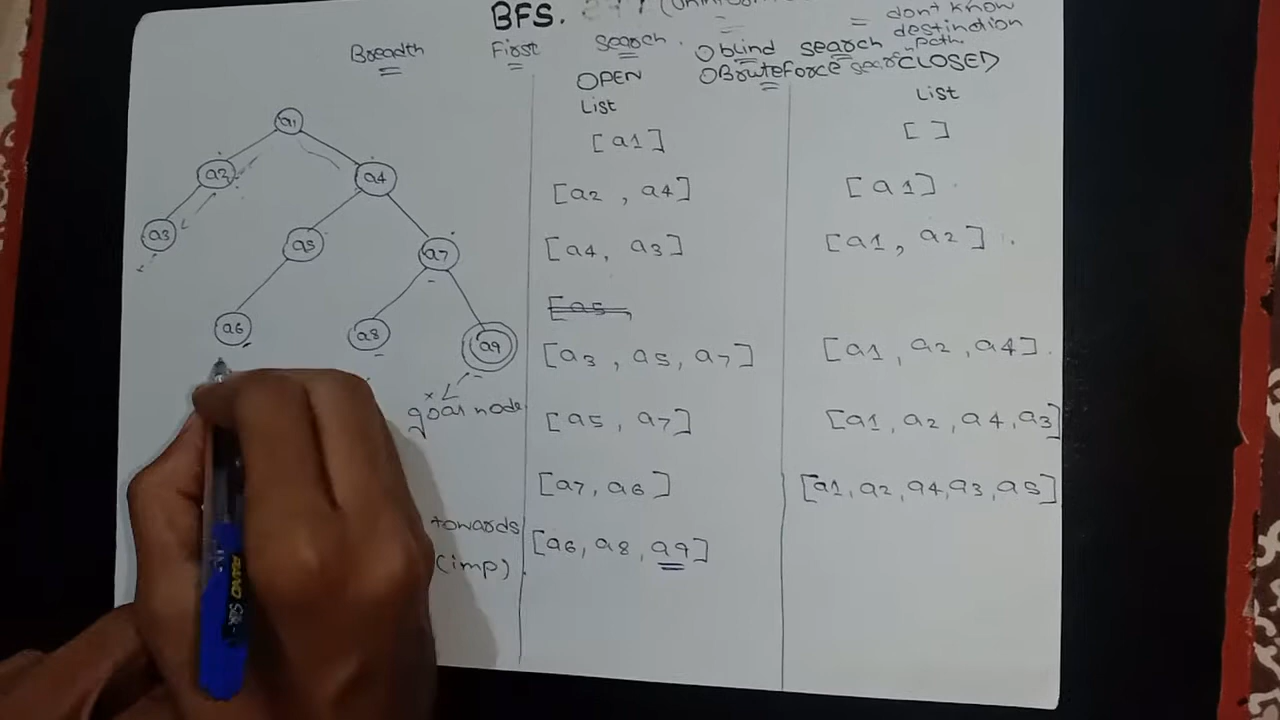 BFS.
= dont know
destination
path
Breadth First Search.
O blind search
O Bruteforce
OPEN
List
CLOSED
List
a1
a2
a4
a3
a5
a7
a6
a8
a9
goal node
towards
(imp)
[a1]
[ ]
[a2, a4]
[a1]
[a4, a3]
[a1, a2]
[a5,
[a3, a5, a7]
[a1, a2, a4]
[a5, a7]
[a1, a2, a4, a3]
[a7, a6]
[a1, a2, a4, a3, a5]
[a6, a8, a9]